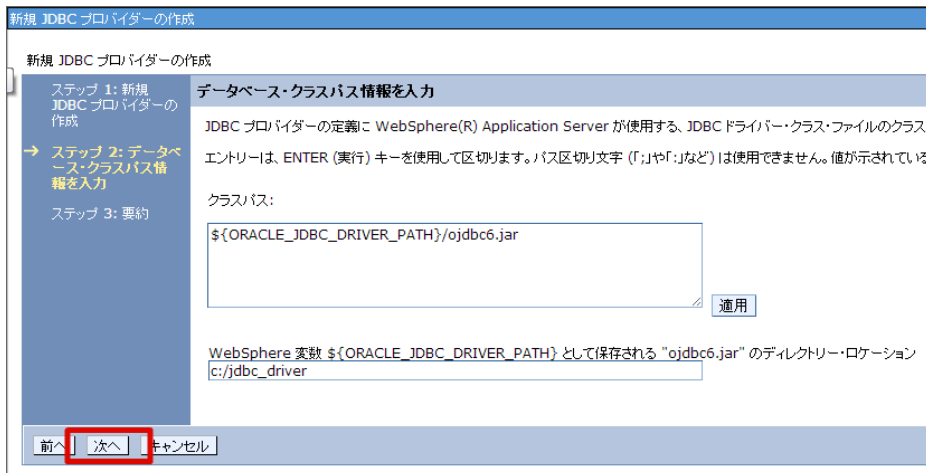 新規 JDBC プロバイダーの作成
新規 JDBC プロバイダーの作成
ステップ 1: 新規
JDBC プロバイダーの
作成
→ ステップ 2: データベ
ース・クラスパス情
報を入力
ステップ 3: 要約
データベース・クラスパス情報を入力
JDBC プロバイダーの定義に WebSphere(R) Application Server が使用する、JDBC ドライバー・クラス・ファイルのクラス
エントリーは、ENTER (実行) キーを使用して区切ります。パス区切り文字 (「;」や「:」など) は使用できません。値が示されている
クラスパス:
${ORACLE_JDBC_DRIVER_PATH}/ojdbc6.jar
適用
WebSphere 変数 ${ORACLE_JDBC_DRIVER_PATH} として保存される "ojdbc6.jar" のディレクトリー・ロケーション
c:/jdbc_driver
前へ 次へ キャンセル